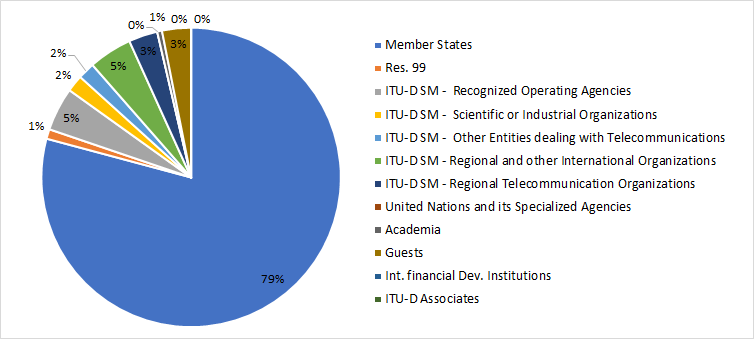 1%
0%
0%
0%
3%
3%
2%
5%
2%
5%
1%
79%
Member States
Res. 99
ITU-D SM - Recognized Operating Agencies
ITU-D SM - Scientific or Industrial Organizations
ITU-D SM - Other Entities dealing with Telecommunications
ITU-D SM - Regional and other International Organizations
ITU-D SM - Regional Telecommunication Organizations
United Nations and its Specialized Agencies
Academia
Guests
Int. financial Dev. Institutions
ITU-D Associates